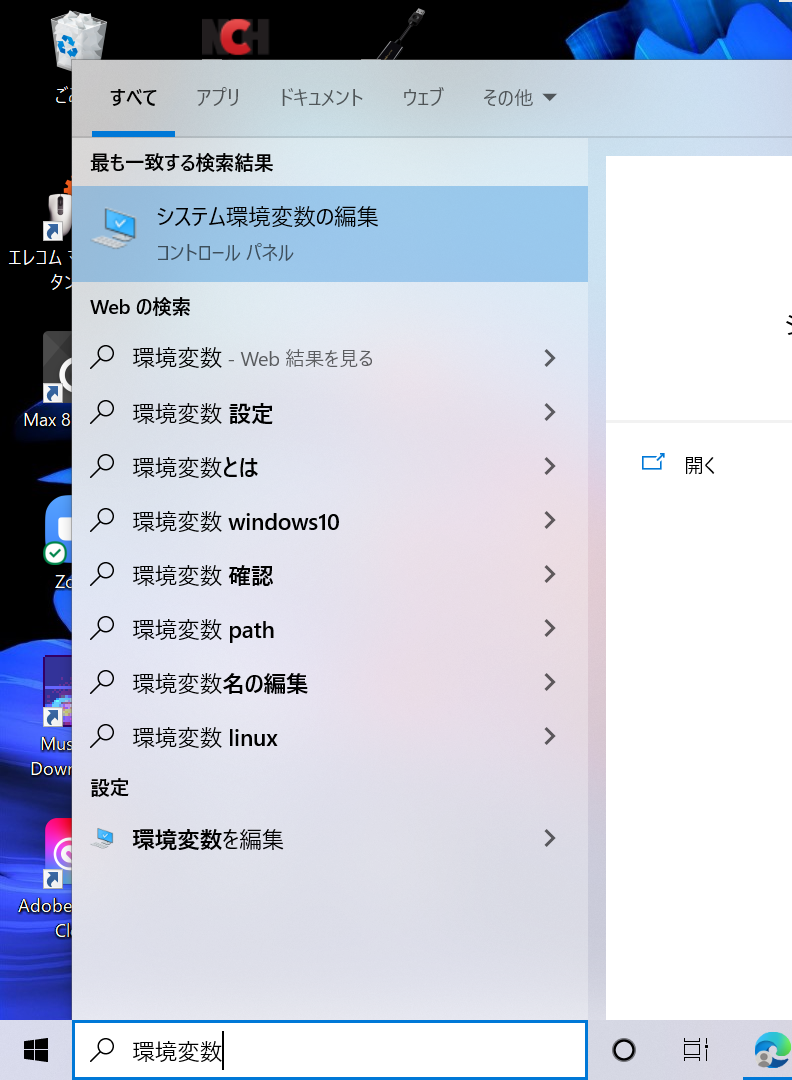 NCH
すべて アプリ ドキュメント ウェブ その他
最も一致する検索結果
システム環境変数の編集
コントロール パネル
Web の検索
環境変数 - Web 結果を見る
環境変数 設定
環境変数とは
環境変数 windows10
環境変数 確認
環境変数 path
環境変数名の編集
環境変数 linux
設定
環境変数を編集
環境変数
開く
エレコム
タン
Max 8
Zo
Mus
Down
Adobe
Cl